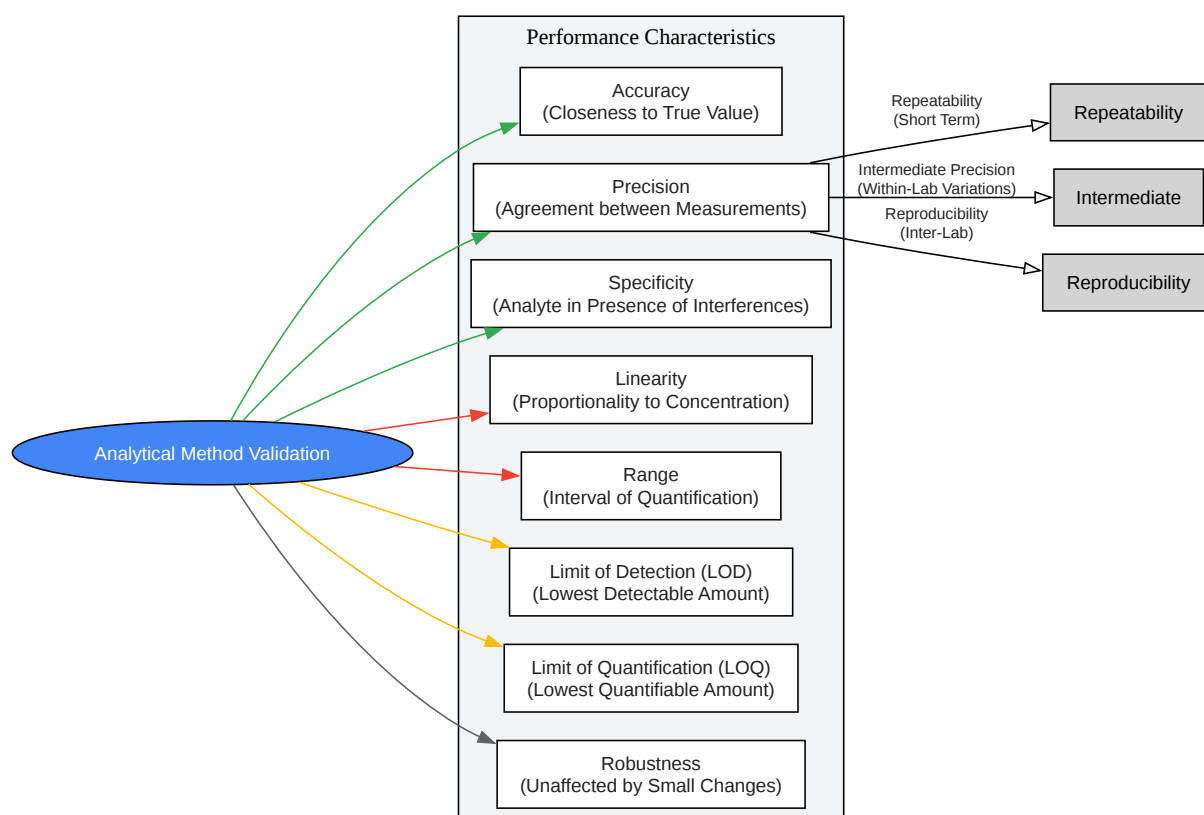 Performance Characteristics
Accuracy
(Closeness to True Value)
Repeatability
(Short Term)
Repeatability
Precision
(Agreement between Measurements)
Intermediate Precision
(Within-Lab Variations)
Intermediate
Reproducibility
(Inter-Lab)
Reproducibility
Specificity
(Analyte in Presence of Interferences)
Linearity
(Proportionality to Concentration)
Analytical Method Validation
Range
(Interval of Quantification)
Limit of Detection (LOD)
(Lowest Detectable Amount)
Limit of Quantification (LOQ)
(Lowest Quantifiable Amount)
Robustness
(Unaffected by Small Changes)